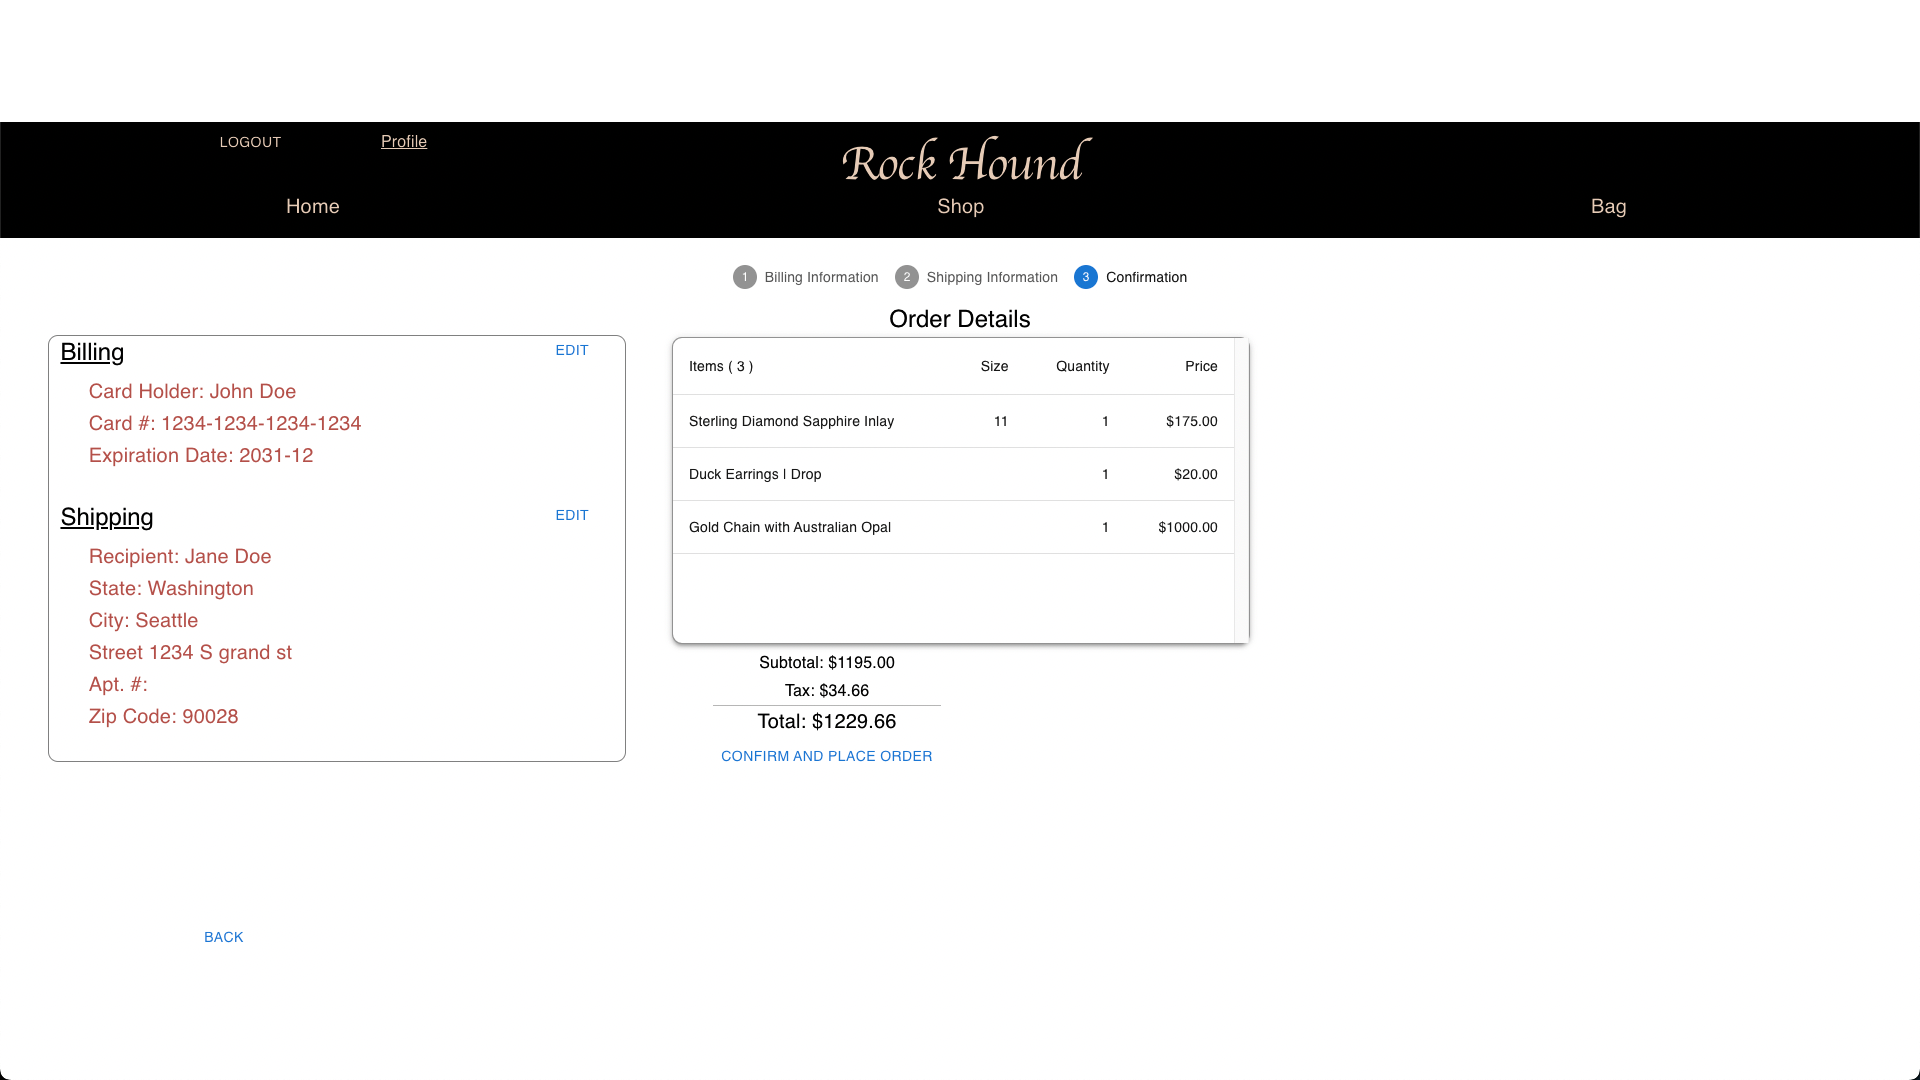 LOGOUT Profile
Rock Hound
Home Shop Bag
1 Billing Information 2 Shipping Information 3 Confirmation
Order Details
Billing EDIT
Card Holder: John Doe
Card #: 1234-1234-1234-1234
Expiration Date: 2031-12
Shipping EDIT
Recipient: Jane Doe
State: Washington
City: Seattle
Street 1234 S grand st
Apt. #:
Zip Code: 90028
Items ( 3 ) Size Quantity Price
Sterling Diamond Sapphire Inlay 11 1 $175.00
Duck Earrings | Drop 1 $20.00
Gold Chain with Australian Opal 1 $1000.00
Subtotal: $1195.00
Tax: $34.66
Total: $1229.66
CONFIRM AND PLACE ORDER
BACK